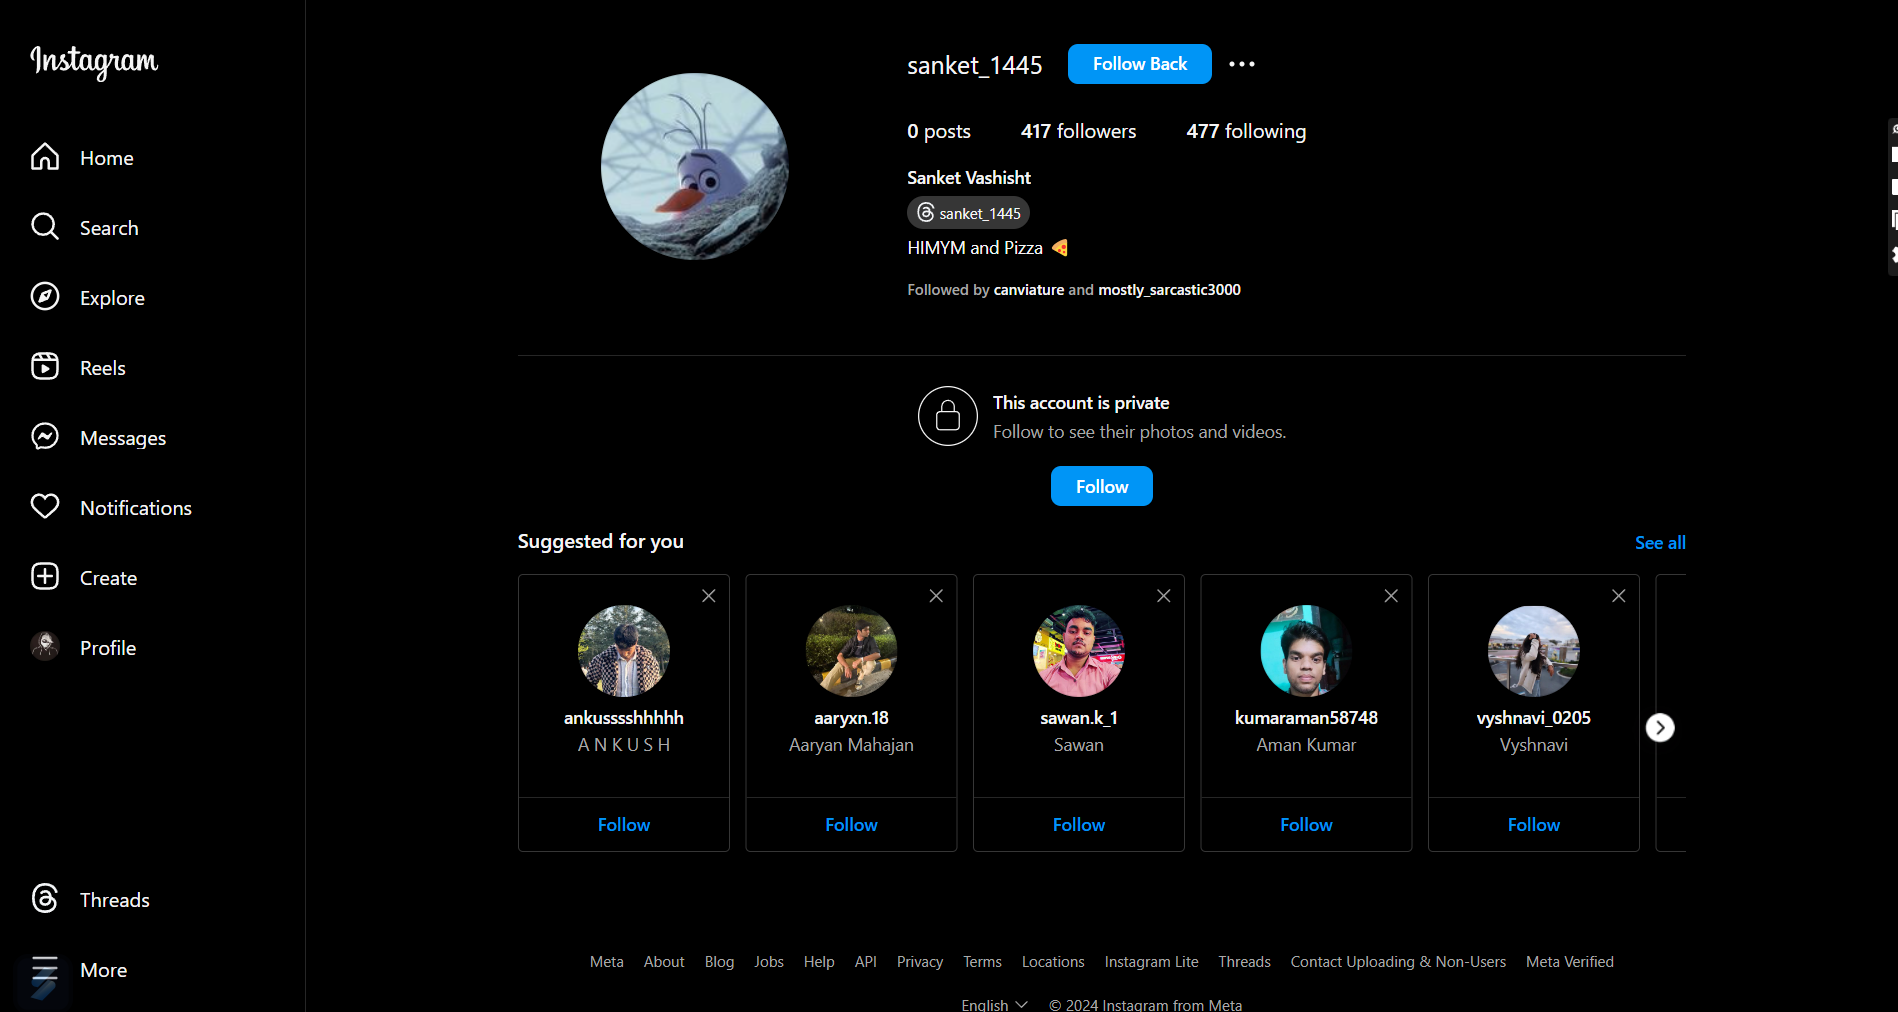 Instagram
Home
Search
Explore
Reels
Messages
Notifications
Create
Profile
Threads
More
sanket_1445
Follow Back
0 posts 417 followers 477 following
Sanket Vashisht
sanket_1445
HIMYM and Pizza 🍕
Followed by canviature and mostly_sarcastic3000
This account is private
Follow to see their photos and videos.
Follow
Suggested for you
See all
ankusssshhhhh
A N K U S H
Follow
aaryxn.18
Aaryan Mahajan
Follow
sawan.k_1
Sawan
Follow
kumararaman58748
Aman Kumar
Follow
vyshnavi_0205
Vyshnavi
Follow
Meta About Blog Jobs Help API Privacy Terms Locations Instagram Lite Threads Contact Uploading & Non-Users Meta Verified
English © 2024 Instagram from Meta